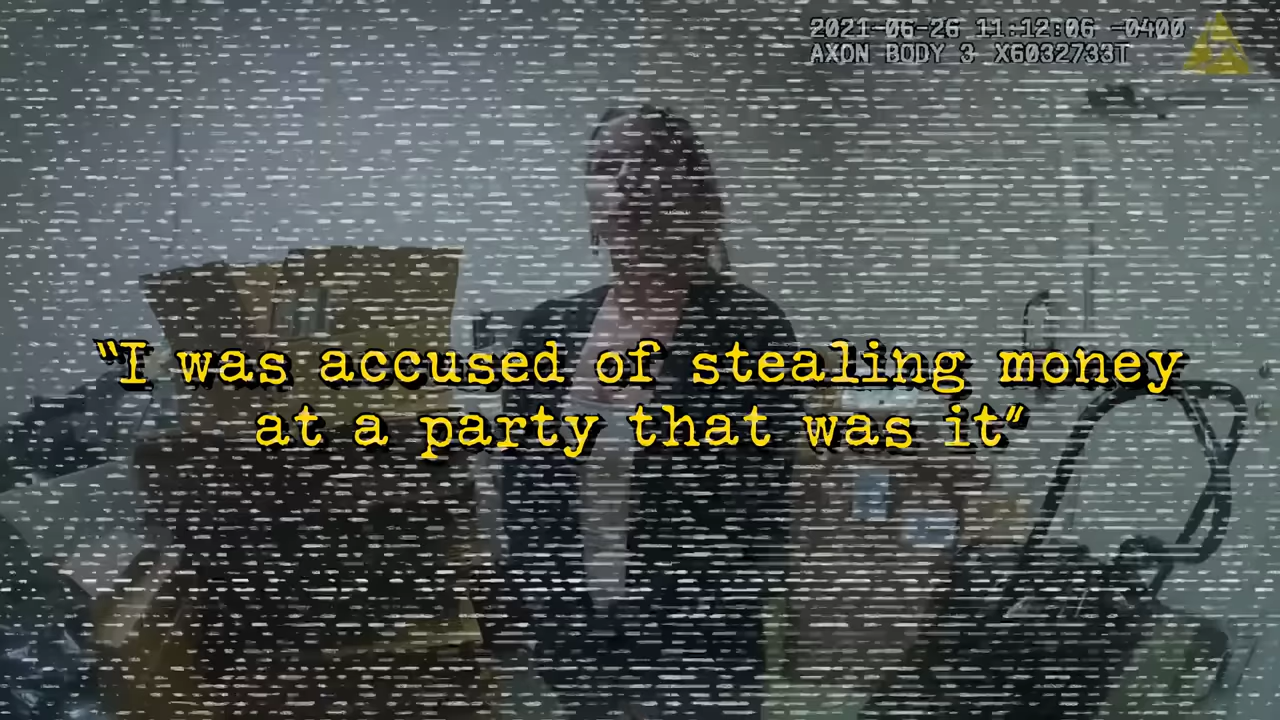 2021-06-26 11:12:06 -0400
AXON BODY 3 X6032733T
"I was accused of stealing money
at a party that was it"